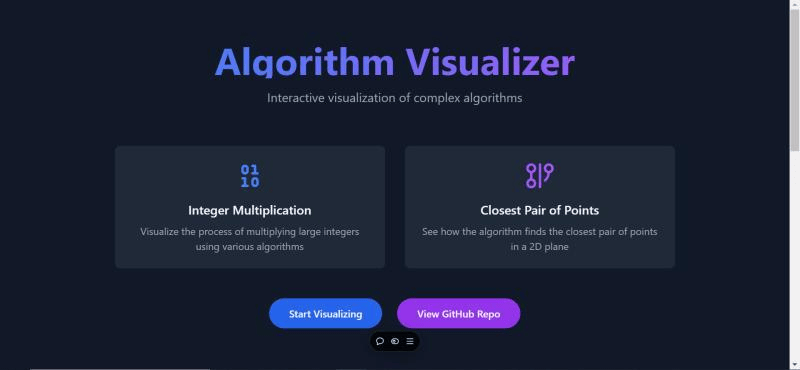 Algorithm Visualizer
Interactive visualization of complex algorithms
01
10
Integer Multiplication
Visualize the process of multiplying large integers
using various algorithms
Closest Pair of Points
See how the algorithm finds the closest pair of points
in a 2D plane
Start Visualizing
View GitHub Repo